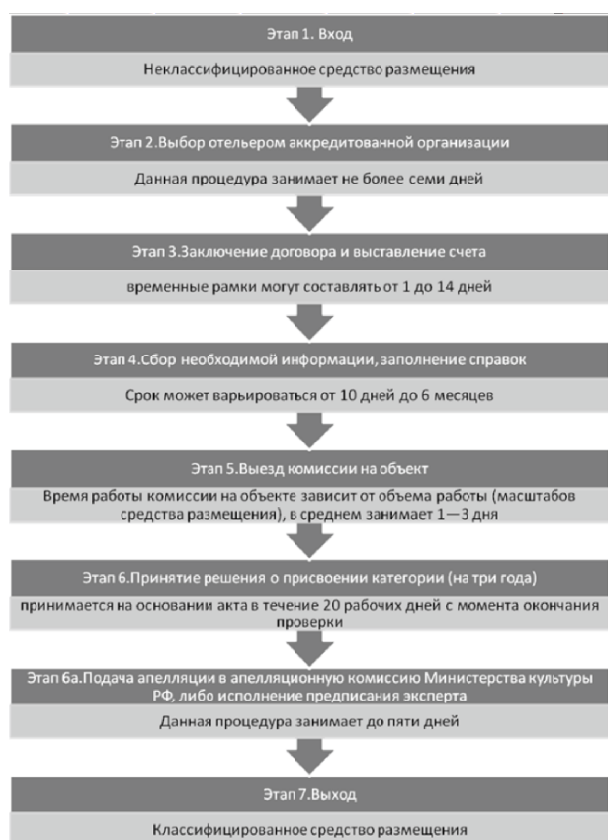 Этап 1. Вход
Неклассифицированное средство размещения
Этап 2.Выбор отельером аккредитованной организации
Данная процедура занимает не более семи дней
Этап 3.Заключение договора и выставление счета
временные рамки могут составлять от 1 до 14 дней
Этап 4.Сбор необходимой информации, заполнение справок
Срок может варьироваться от 10 дней до 6 месяцев
Этап 5.Выезд комиссии на объект
Время работы комиссии на объекте зависит от объема работы (масштабов
средства размещения), в среднем занимает 1—3 дня
Этап 6.Принятие решения о присвоении категории (на три года)
принимается на основании акта в течение 20 рабочих дней с момента окончания
проверки
Этап 6а.Подача апелляции в апелляционную комиссию Министерства культуры
РФ, либо исполнение предписания эксперта
Данная процедура занимает до пяти дней
Этап 7.Выход
Классифицированное средство размещения